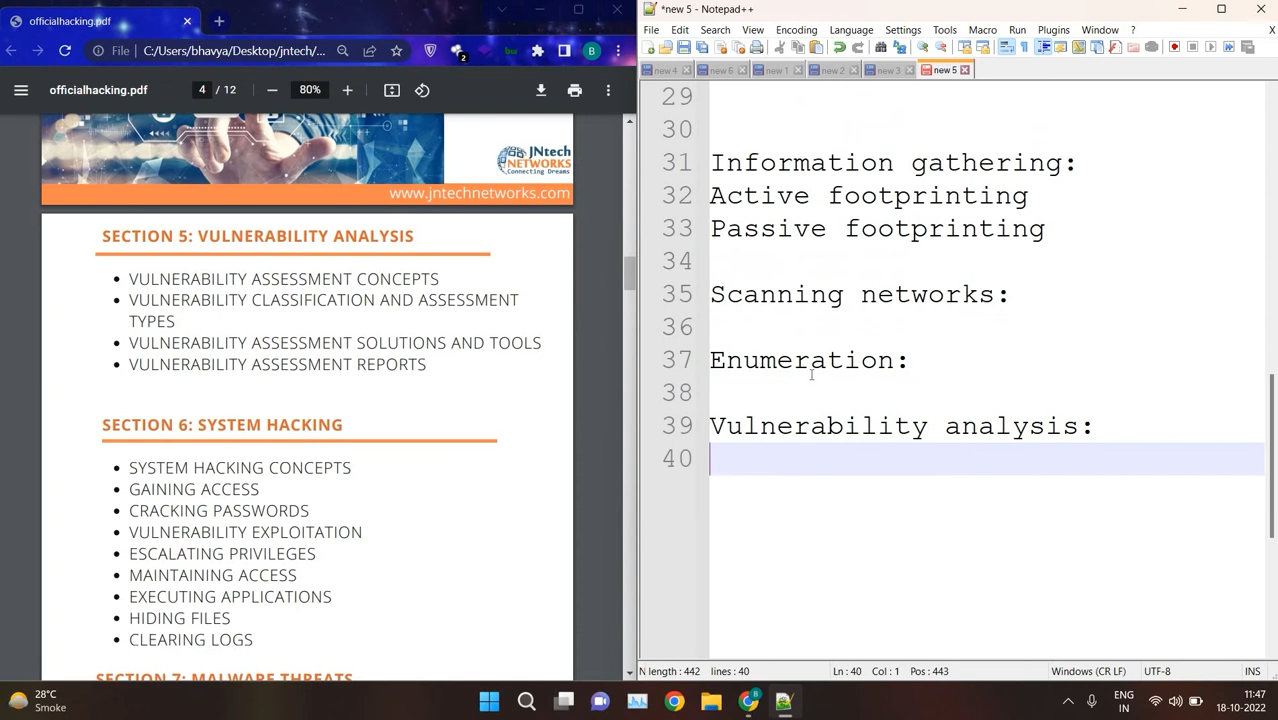 officialhacking.pdf
*new 5 - Notepad++
File C:/Users/bhavya/Desktop/jntech/...
B
2
File Edit Search View Encoding Language Settings Tools Macro Run Plugins Window ? X
new 4 new 6 new 1 new 2 new 3 new 5
officialhacking.pdf 4 / 12 80%
JNtech
NETWORKS
Connecting Dreams
www.jntechnetworks.com
SECTION 5: VULNERABILITY ANALYSIS
• VULNERABILITY ASSESSMENT CONCEPTS
• VULNERABILITY CLASSIFICATION AND ASSESSMENT
TYPES
• VULNERABILITY ASSESSMENT SOLUTIONS AND TOOLS
• VULNERABILITY ASSESSMENT REPORTS
SECTION 6: SYSTEM HACKING
• SYSTEM HACKING CONCEPTS
• GAINING ACCESS
• CRACKING PASSWORDS
• VULNERABILITY EXPLOITATION
• ESCALATING PRIVILEGES
• MAINTAINING ACCESS
• EXECUTING APPLICATIONS
• HIDING FILES
• CLEARING LOGS
SECTION 7: MALWARE THREATS
29
30
31 Information gathering:
32 Active footprinting
33 Passive footprinting
34
35 Scanning networks:
36
37 Enumeration:
38
39 Vulnerability analysis:
40
N length : 442 lines : 40 Ln : 40 Col : 1 Pos : 443 Windows (CR LF) UTF-8 INS
28°C
Smoke
ENG
IN
11:47
18-10-2022